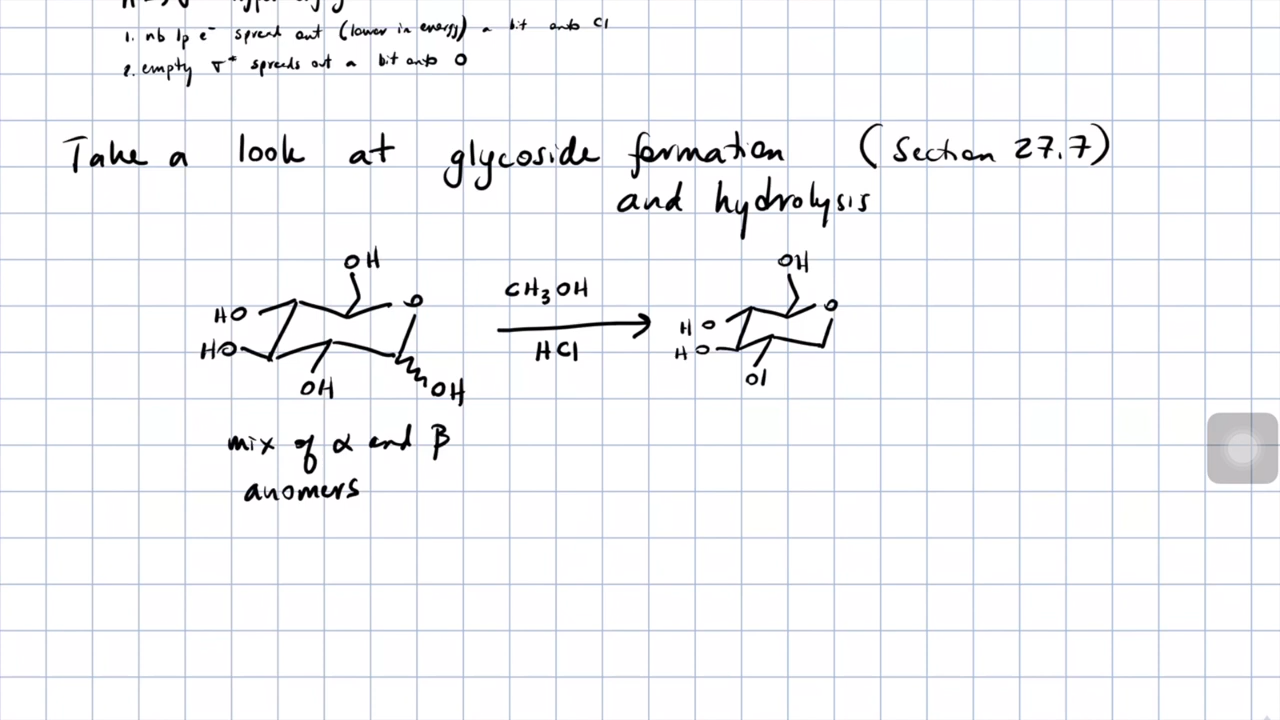 1. nb lp e⁻ spread out (lower in energy) a bit onto C1
2. empty σ* spreads out a bit onto O
Take a look at glycoside formation (Section 27.7)
and hydrolysis
OH
O
HO
HO
OH
OH
CH3OH
HCl
OH
O
HO
HO
OI
mix of α and β
anomers